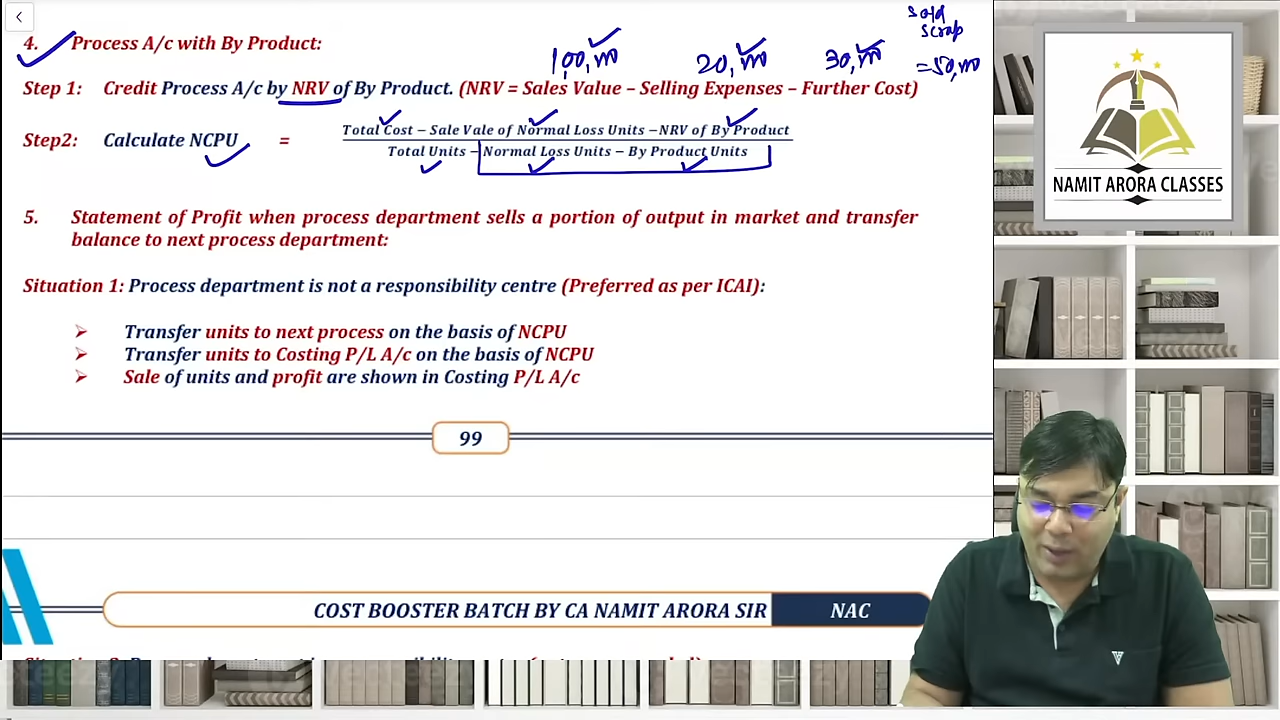 4. Process A/c with By Product:
sold
scrap
1,00,000 20,000 30,000 =50,000
Step 1: Credit Process A/c by NRV of By Product. (NRV = Sales Value – Selling Expenses – Further Cost)
Step2: Calculate NCPU = Total Cost – Sale Vale of Normal Loss Units –NRV of By Product
Total Units – Normal Loss Units – By Product Units
5. Statement of Profit when process department sells a portion of output in market and transfer
balance to next process department:
Situation 1: Process department is not a responsibility centre (Preferred as per ICAI):
Transfer units to next process on the basis of NCPU
Transfer units to Costing P/L A/c on the basis of NCPU
Sale of units and profit are shown in Costing P/L A/c
99
COST BOOSTER BATCH BY CA NAMIT ARORA SIR NAC
NAMIT ARORA CLASSES